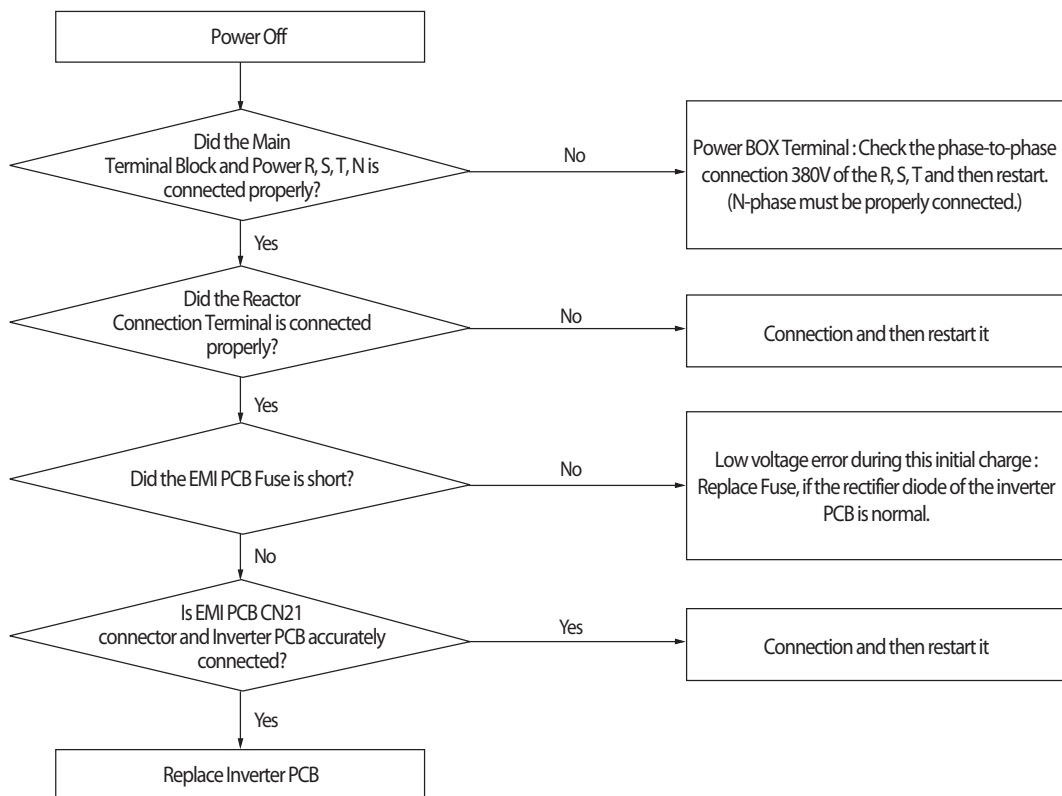 Power Off
Did the Main
Terminal Block and Power R, S, T, N is
connected properly?
No
Power BOX Terminal : Check the phase-to-phase
connection 380V of the R, S, T and then restart.
(N-phase must be properly connected.)
Yes
Did the Reactor
Connection Terminal is connected
properly?
No
Connection and then restart it
Yes
Did the EMI PCB Fuse is short?
No
Low voltage error during this initial charge :
Replace Fuse, if the rectifier diode of the inverter
PCB is normal.
No
Is EMI PCB CN21
connector and Inverter PCB accurately
connected?
Yes
Connection and then restart it
Yes
Replace Inverter PCB